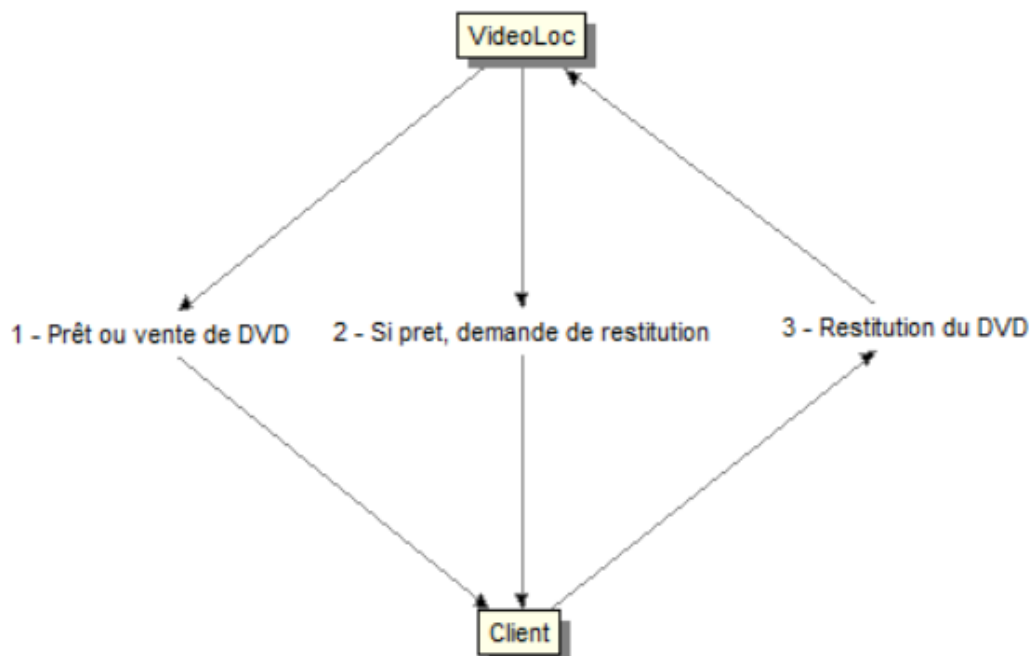 VideoLoc
1 - Prêt ou vente de DVD
2 - Si pret, demande de restitution
3 - Restitution du DVD
Client